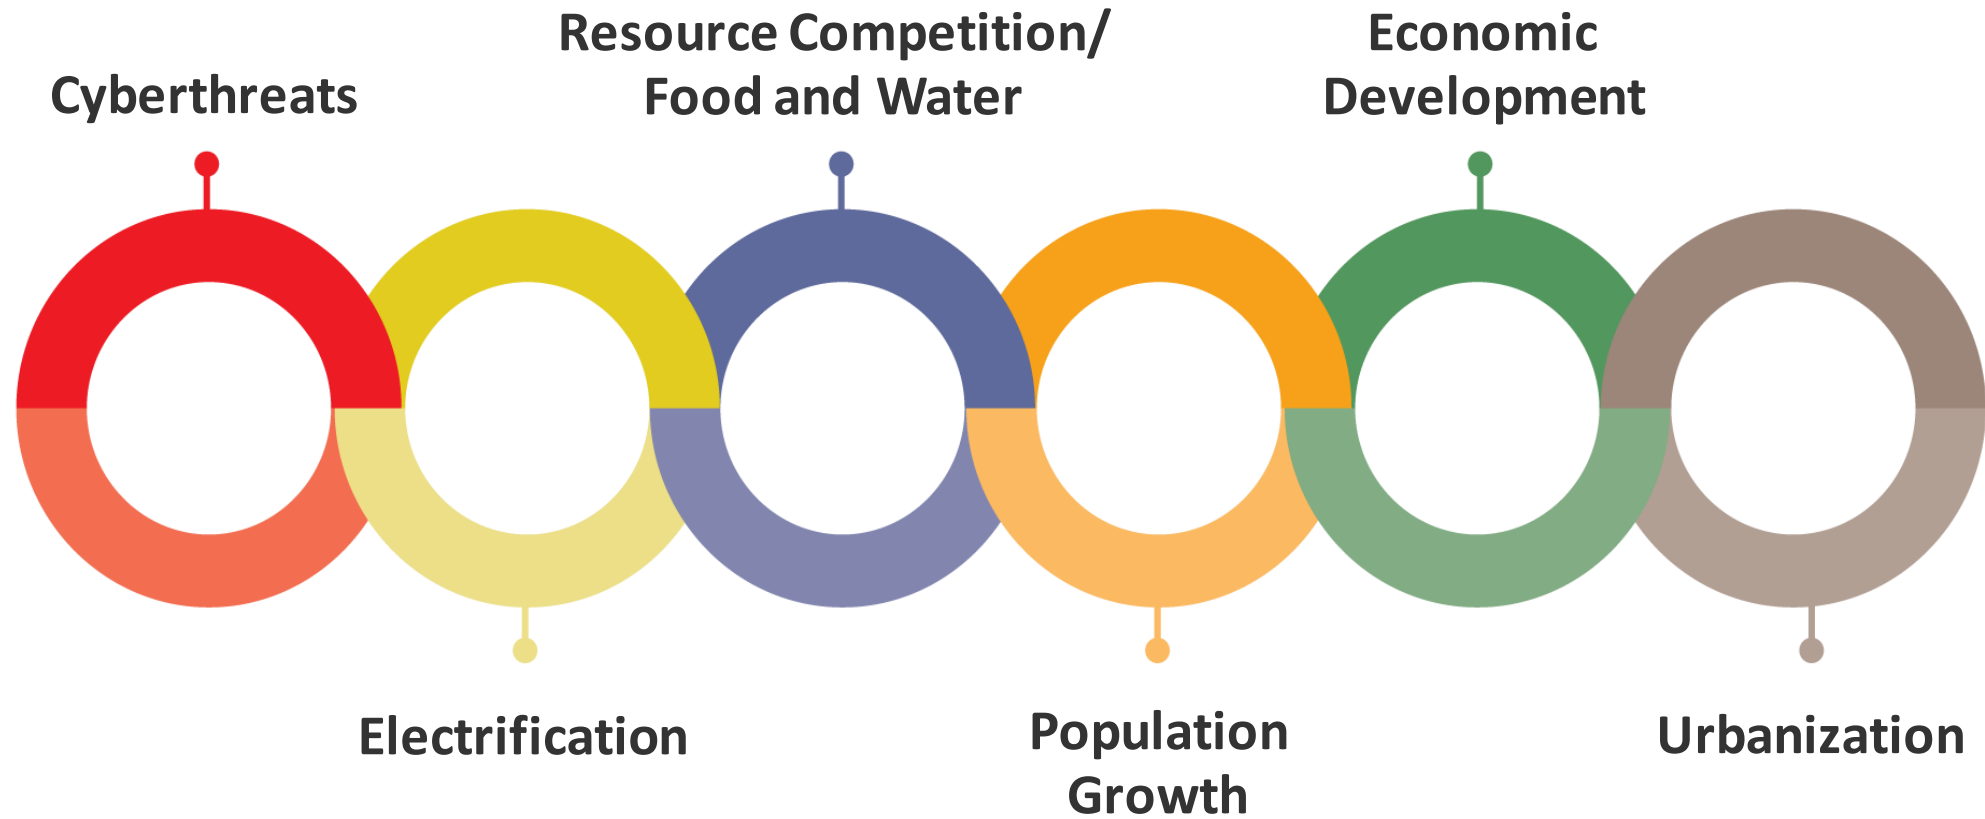 Cyberthreats
Resource Competition/
Food and Water
Economic
Development
Electrification
Population
Growth
Urbanization